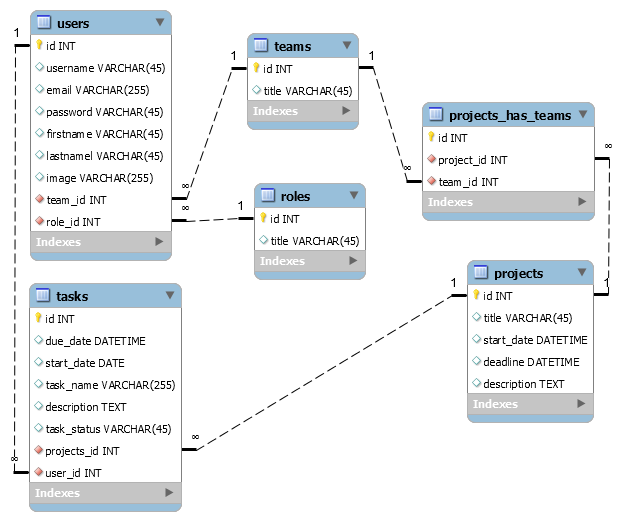 users
id INT
username VARCHAR(45)
email VARCHAR(255)
password VARCHAR(45)
firstname VARCHAR(45)
lastnamel VARCHAR(45)
image VARCHAR(255)
team_id INT
role_id INT
Indexes
teams
id INT
title VARCHAR(45)
Indexes
projects_has_teams
id INT
project_id INT
team_id INT
Indexes
roles
id INT
title VARCHAR(45)
Indexes
tasks
id INT
due_date DATETIME
start_date DATE
task_name VARCHAR(255)
description TEXT
task_status VARCHAR(45)
projects_id INT
user_id INT
Indexes
projects
id INT
title VARCHAR(45)
start_date DATETIME
deadline DATETIME
description TEXT
Indexes
1
1
1
∞
∞
∞
1
∞
1
1
∞
∞